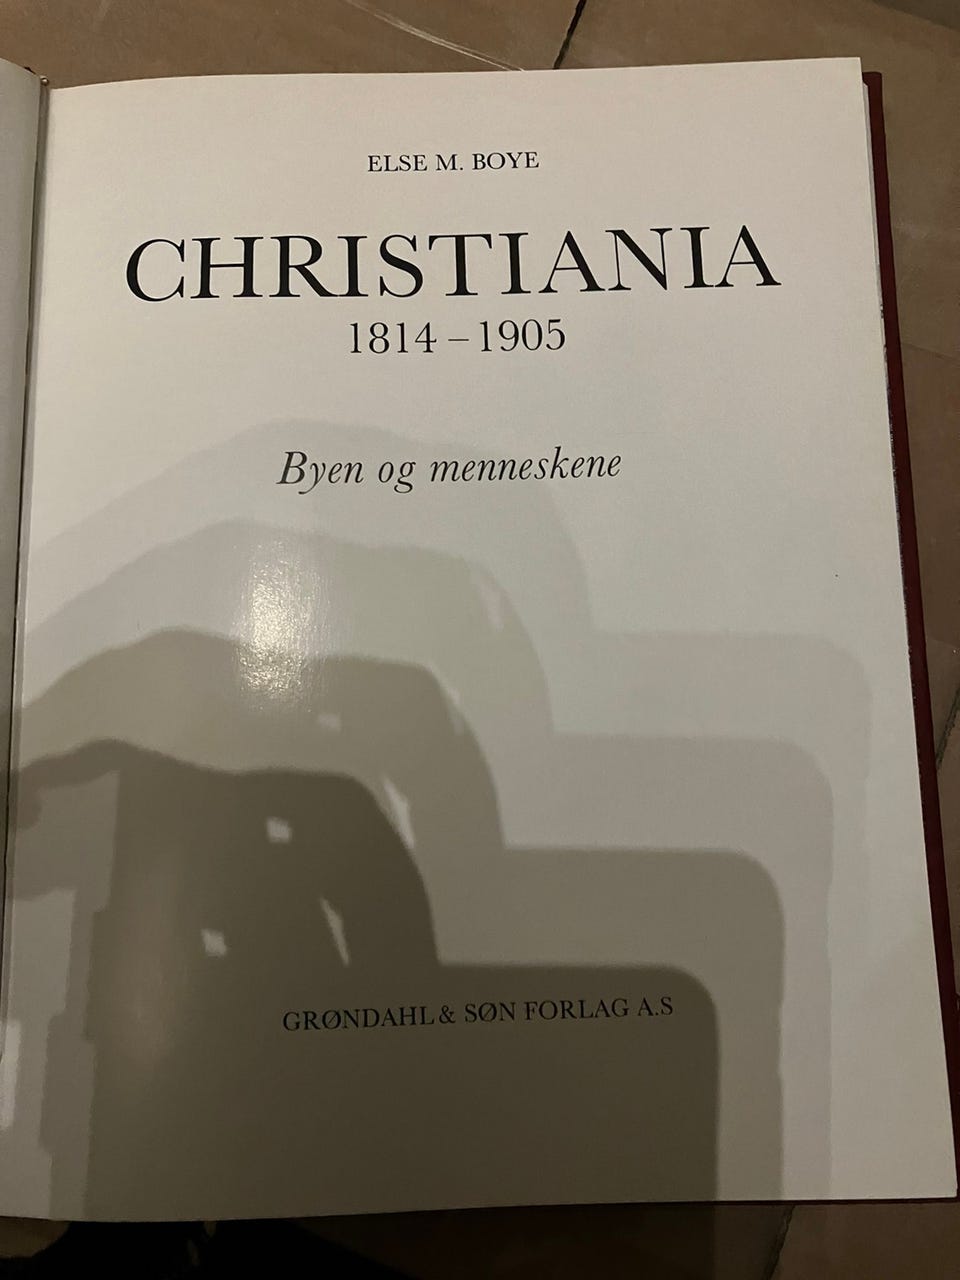 ELSE M. BOYE
CHRISTIANIA
1814 – 1905
Byen og menneskene
GRØNDAHL & SØN FORLAG A.S